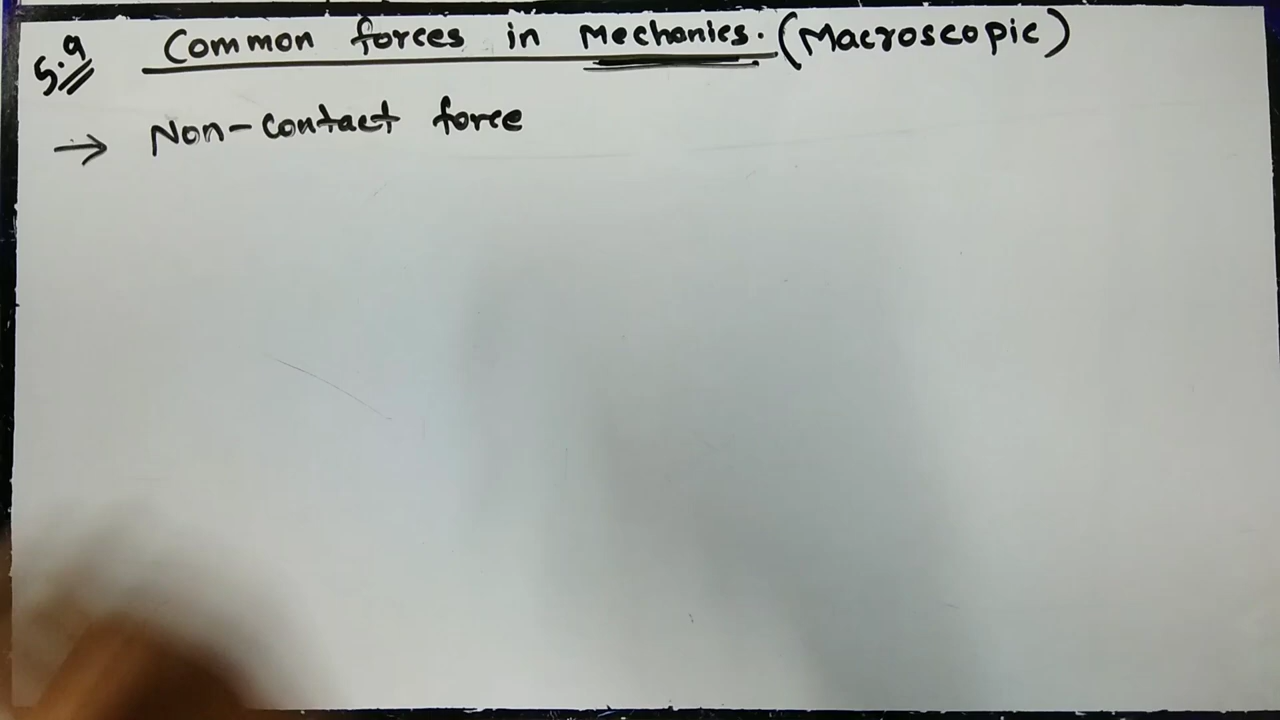 5.9 Common forces in Mechanics. (Macroscopic)
→ Non-contact force